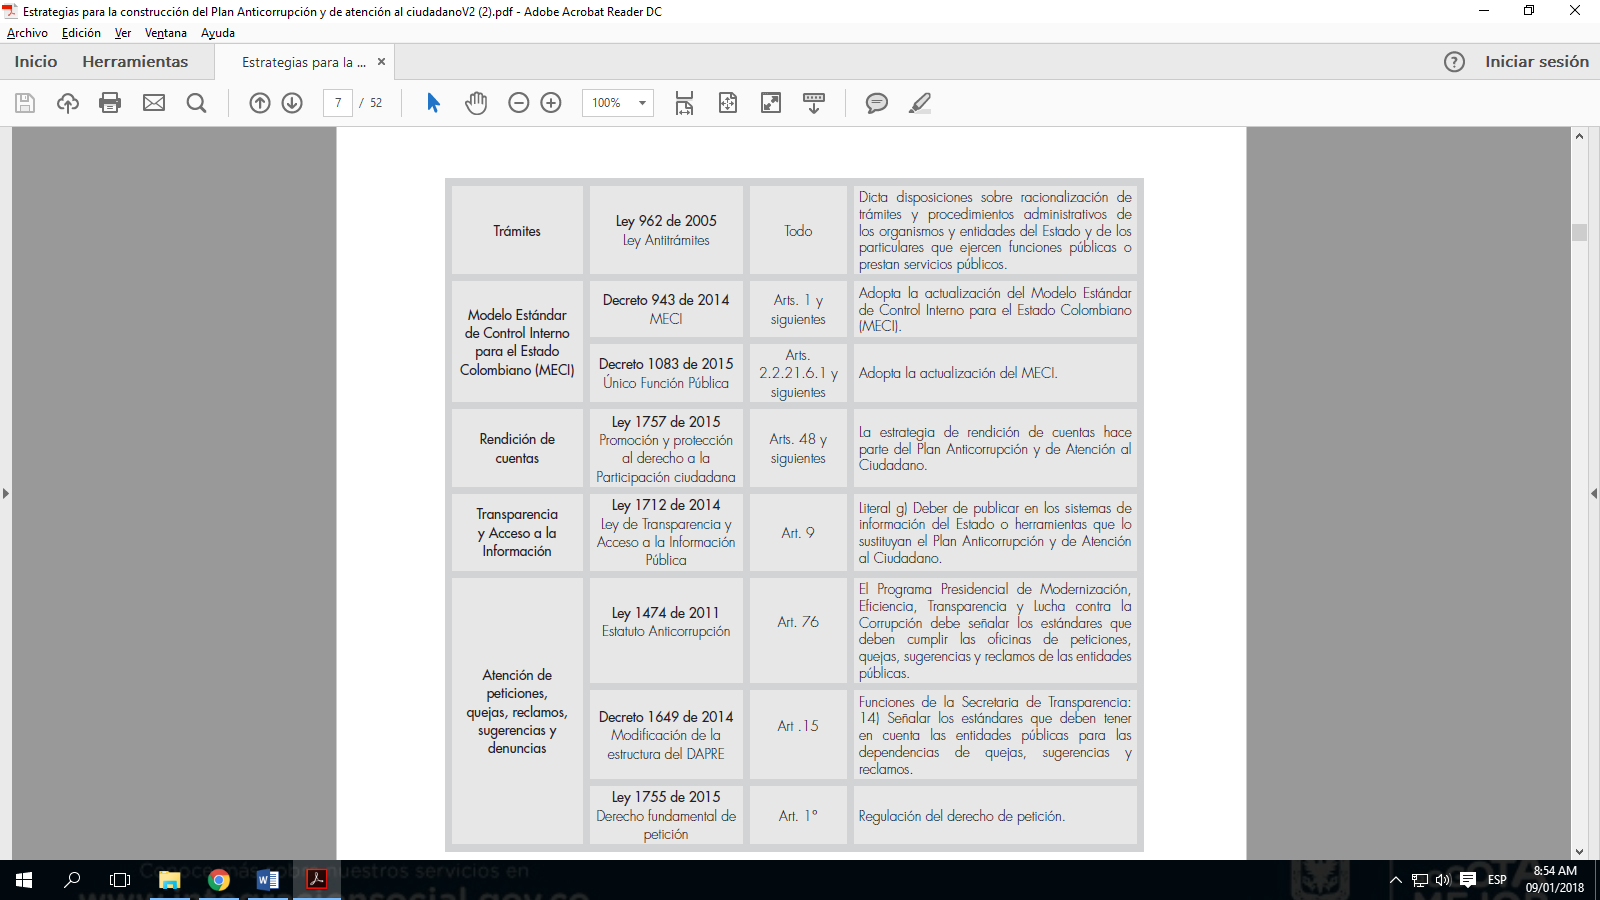 Estrategias para la construcción del Plan Anticorrupción y de atención al ciudadanoV2 (2).pdf - Adobe Acrobat Reader DC
Archivo Edición Ver Ventana Ayuda
Inicio Herramientas Estrategias para la ... × Iniciar sesión
7 / 52 100%
Trámites
Ley 962 de 2005
Ley Antitrámites
Todo
Dicta disposiciones sobre racionalización de
trámites y procedimientos administrativos de
los organismos y entidades del Estado y de los
particulares que ejercen funciones públicas o
prestan servicios públicos.
Modelo Estándar
de Control Interno
para el Estado
Colombiano (MECI)
Decreto 943 de 2014
MECI
Arts. 1 y
siguientes
Adopta la actualización del Modelo Estándar
de Control Interno para el Estado Colombiano
(MECI).
Decreto 1083 de 2015
Único Función Pública
Arts.
2.2.21.6.1 y
siguientes
Adopta la actualización del MECI.
Rendición de
cuentas
Ley 1757 de 2015
Promoción y protección
al derecho a la
Participación ciudadana
Arts. 48 y
siguientes
La estrategia de rendición de cuentas hace
parte del Plan Anticorrupción y de Atención al
Ciudadano.
Transparencia
y Acceso a la
Información
Ley 1712 de 2014
Ley de Transparencia y
Acceso a la Información
Pública
Art. 9
Literal g) Deber de publicar en los sistemas de
información del Estado o herramientas que lo
sustituyan el Plan Anticorrupción y de Atención
al Ciudadano.
Atención de
peticiones,
quejas, reclamos,
sugerencias y
denuncias
Ley 1474 de 2011
Estatuto Anticorrupción
Art. 76
El Programa Presidencial de Modernización,
Eficiencia, Transparencia y Lucha contra la
Corrupción debe señalar los estándares que
deben cumplir las oficinas de peticiones,
quejas, sugerencias y reclamos de las entidades
públicas.
Decreto 1649 de 2014
Modificación de la
estructura del DAPRE
Art .15
Funciones de la Secretaria de Transparencia:
14) Señalar los estándares que deben tener
en cuenta las entidades públicas para las
dependencias de quejas, sugerencias y
reclamos.
Ley 1755 de 2015
Derecho fundamental de
petición
Art. 1º
Regulación del derecho de petición.
Conoce más sobre nuestros servicios en
ESP
8:54 AM
09/01/2018